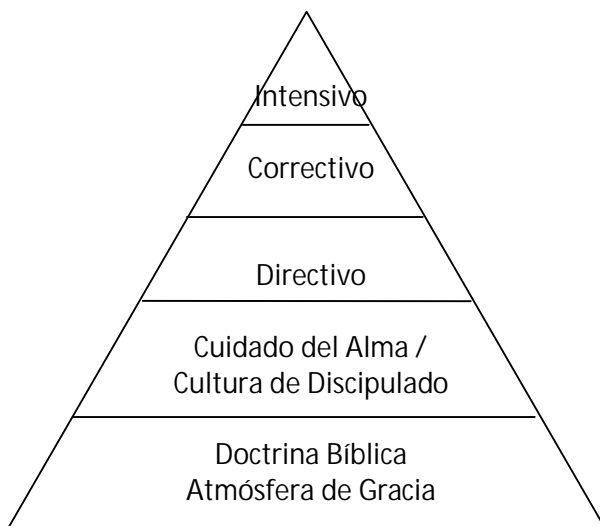 Intensivo
Correctivo
Directivo
Cuidado del Alma /
Cultura de Discipulado
Doctrina Bíblica
Atmósfera de Gracia